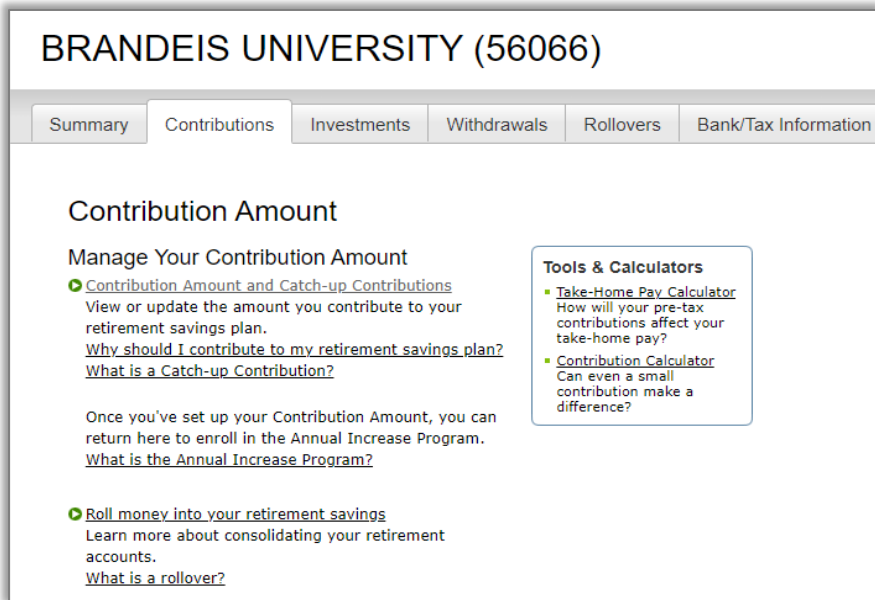 BRANDEIS UNIVERSITY (56066)
Summary Contributions Investments Withdrawals Rollovers Bank/Tax Information
Contribution Amount
Manage Your Contribution Amount
Contribution Amount and Catch-up Contributions
View or update the amount you contribute to your
retirement savings plan.
Why should I contribute to my retirement savings plan?
What is a Catch-up Contribution?
Once you've set up your Contribution Amount, you can
return here to enroll in the Annual Increase Program.
What is the Annual Increase Program?
Roll money into your retirement savings
Learn more about consolidating your retirement
accounts.
What is a rollover?
Tools & Calculators
Take-Home Pay Calculator
How will your pre-tax
contributions affect your
take-home pay?
Contribution Calculator
Can even a small
contribution make a
difference?